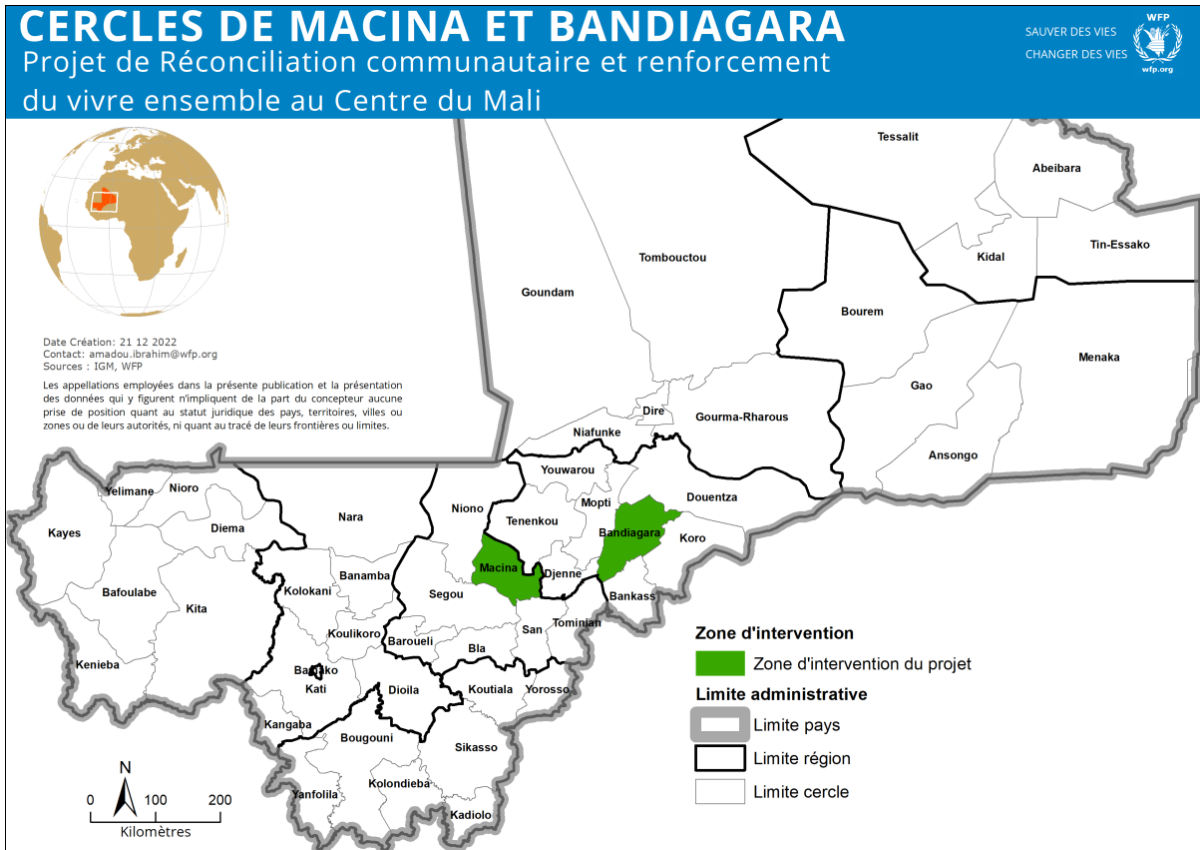 CERCLES DE MACINA ET BANDIAGARA
Projet de Réconciliation communautaire et renforcement
du vivre ensemble au Centre du Mali
SAUVER DES VIES
CHANGER DES VIES
WFP
wfp.org
Date Création: 21 12 2022
Contact: amadou.ibrahim@wfp.org
Sources : IGM, WFP
Les appellations employées dans la présente publication et la présentation
des données qui y figurent n'impliquent de la part du concepteur aucune
prise de position quant au statut juridique des pays, territoires, villes ou
zones ou de leurs autorités, ni quant au tracé de leurs frontières ou limites.
Tessalit
Abeibara
Tin-Essako
Kidal
Tombouctou
Goundam
Bourem
Menaka
Gao
Dire
Gourma-Rharous
Niafunke
Ansongo
Youwarou
Yelimane
Nioro
Douentza
Mopti
Niono
Nara
Tenenkou
Diema
Kayes
Bandiagara
Koro
Macina
Djenne
Banamba
Kolokani
Bafoulabe
Segou
Bankass
Kita
Tominian
San
Koulikoro
Baroueli
Bla
Kenieba
Bamako
Kati
Dioila
Koutiala
Yorosso
Kangaba
Bougouni
Sikasso
Kolondieba
Yanfolila
Kadiolo
Zone d'intervention
Zone d'intervention du projet
Limite administrative
Limite pays
Limite région
Limite cercle
N
0 100 200
Kilomètres